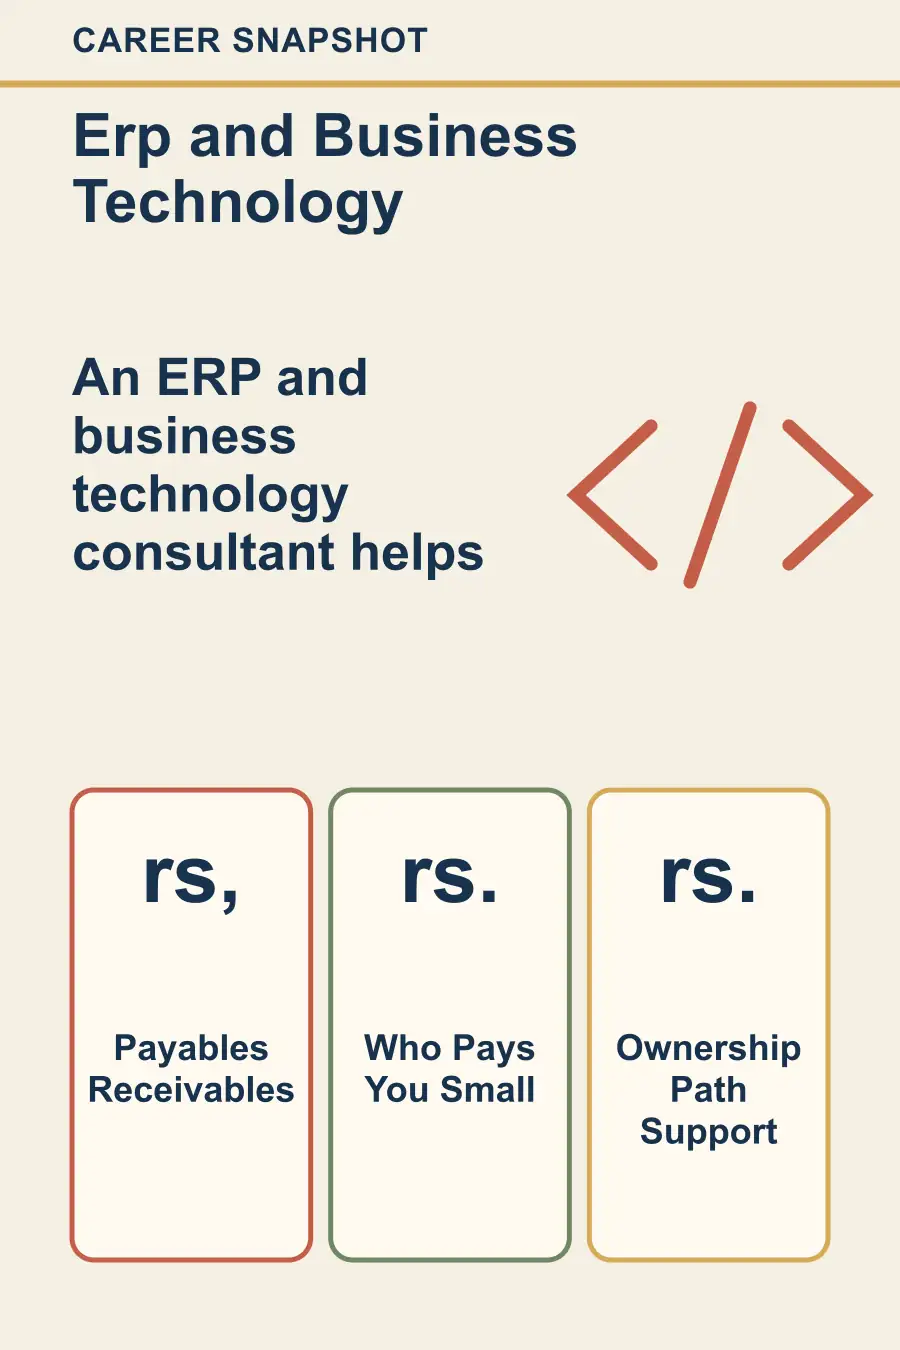 CAREER SNAPSHOT
Erp and Business
Technology
An ERP and
business
technology
consultant helps
rs,
Payables
Receivables
rs.
Who Pays
You Small
rs.
Ownership
Path
Support